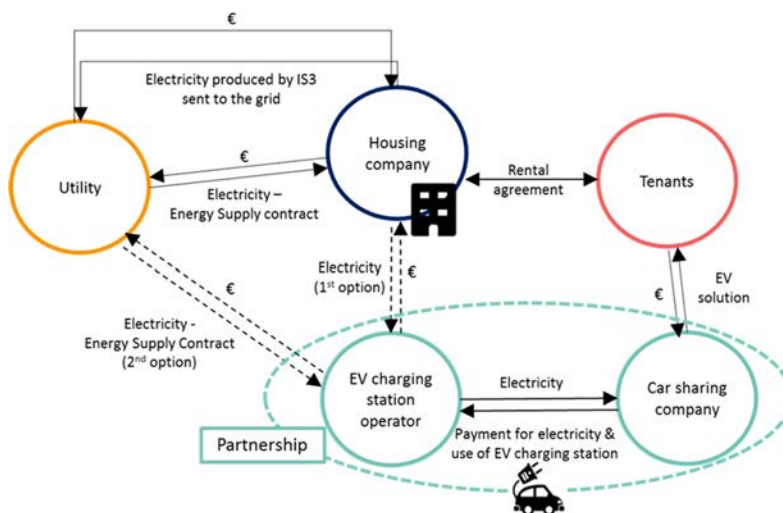 €
Electricity produced by IS3
sent to the grid
Housing
company
€
Utility
Electricity –
Energy Supply contract
Rental
agreement
Tenants
Electricity
(1st option)
€
€
EV
solution
€
Electricity -
Energy Supply Contract
(2nd option)
EV charging
station
operator
Electricity
Car sharing
company
Partnership
Payment for electricity &
use of EV charging station